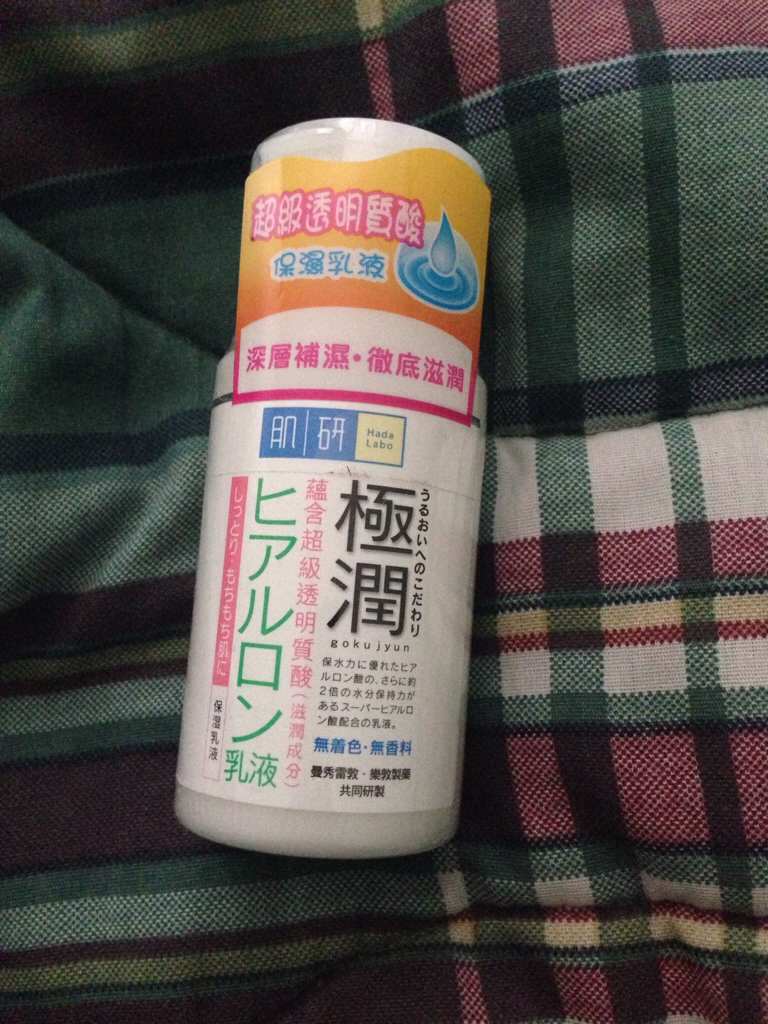 超級透明質酸
保濕乳液
深層補濕・徹底滋潤
肌研
Hada
Labo
うるおいへのこだわり
極潤
gokujyun
蘊含超級透明質酸(滋潤成分)
ヒアルロン
乳液
しっとり・もちもち肌に
保湿乳液
保水力に優れたヒア
ルロン酸の、さらに約
2倍の水分保持力が
あるスーパーヒアルロ
ン酸配合の乳液。
無着色・無香料
曼秀雷敦・樂敦製藥
共同研製